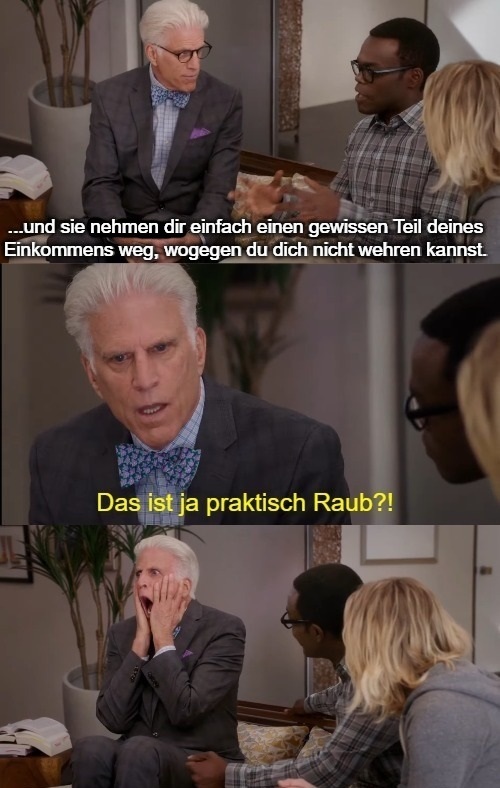 ...und sie nehmen dir einfach einen gewissen Teil deines
Einkommens weg, wogegen du dich nicht wehren kannst.
Das ist ja praktisch Raub?!